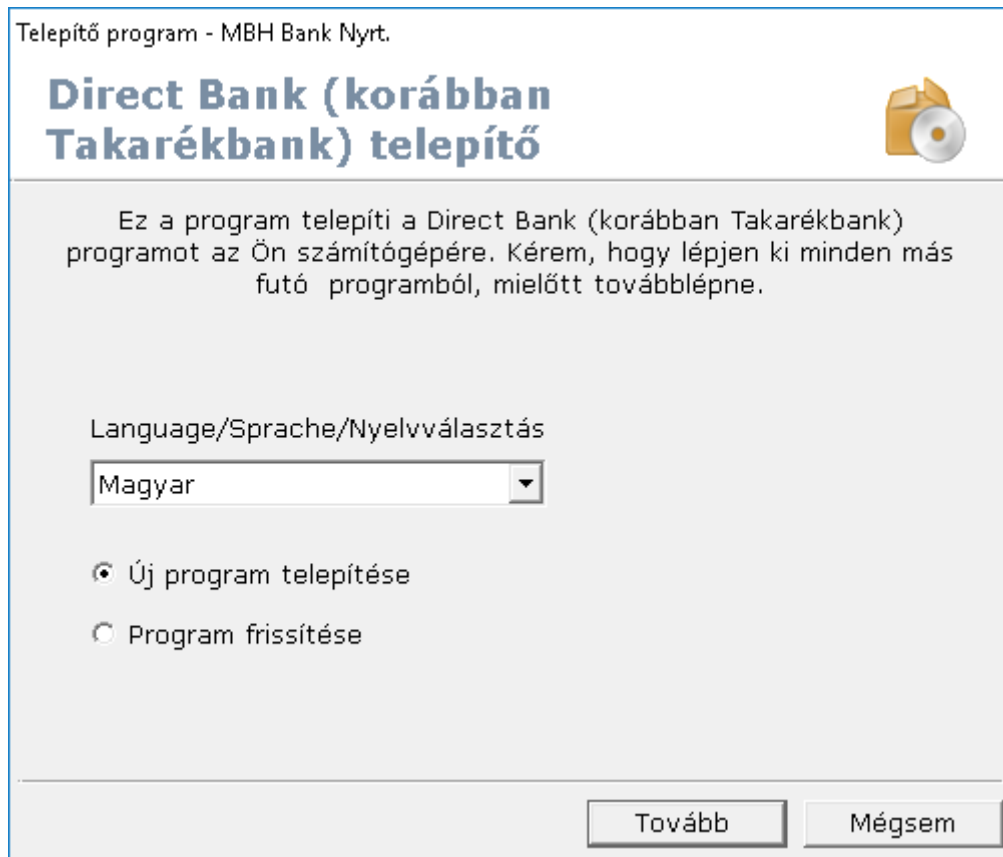 Telepítő program - MBH Bank Nyrt.
Direct Bank (korábban
Takarékbank) telepítő
Ez a program telepíti a Direct Bank (korábban Takarékbank)
programot az Ön számítógépére. Kérem, hogy lépjen ki minden más
futó  programból, mielőtt továbblépne.
Language/Sprache/Nyelvválasztás
Magyar
Új program telepítése
Program frissítése
Tovább
Mégsem